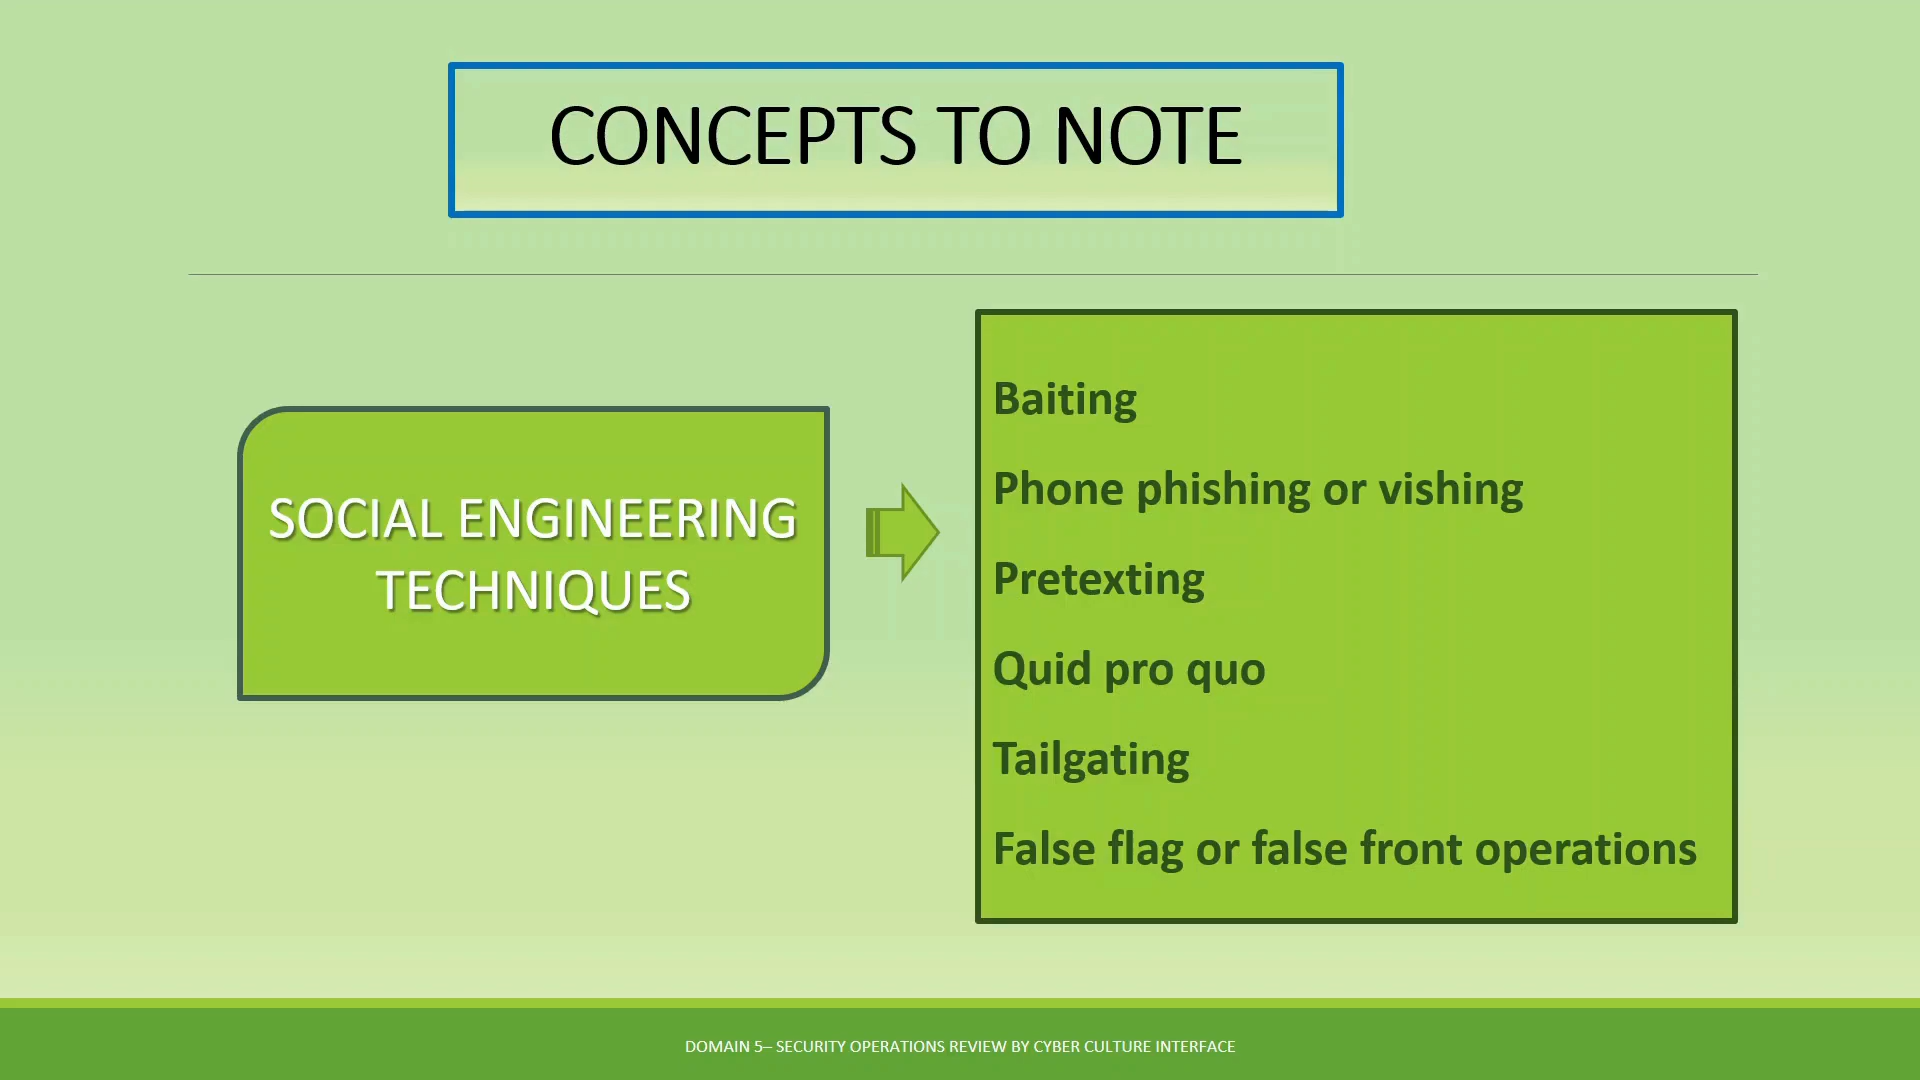 CONCEPTS TO NOTE
SOCIAL ENGINEERING
TECHNIQUES
Baiting
Phone phishing or vishing
Pretexting
Quid pro quo
Tailgating
False flag or false front operations
DOMAIN 5– SECURITY OPERATIONS REVIEW BY CYBER CULTURE INTERFACE